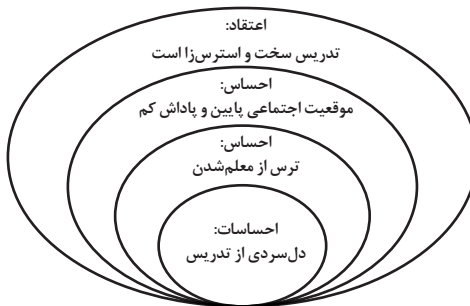 اعتقاد:
تدریس سخت و استرس‌زا است
احساس:
موقعیت اجتماعی پایین و پاداش کم
احساس:
ترس از معلم‌شدن
احساسات:
دل‌سردی از تدریس